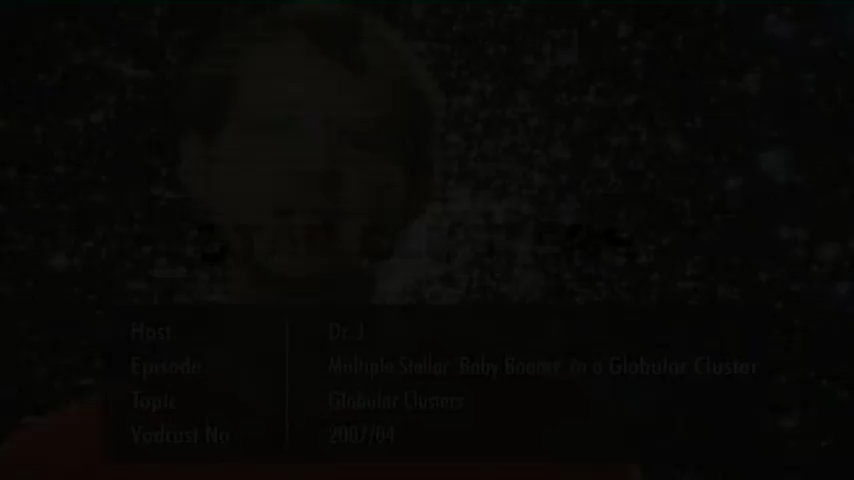 Host Dr. J
Episode Multiple Stellar Baby Booms in a Globular Cluster
Topic Globular Clusters
Vodcast No 2007/04